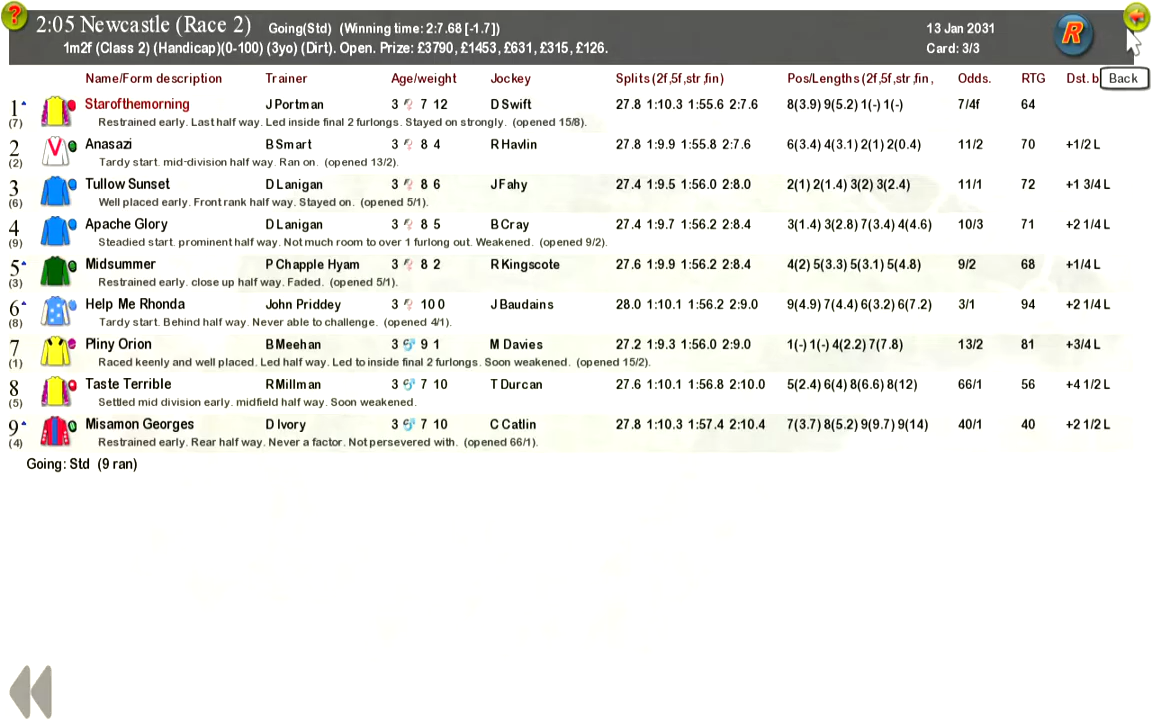 ?
2:05 Newcastle (Race 2) Going(Std) (Winning time: 2:7.68 [-1.7]) 13 Jan 2031
1m2f (Class 2) (Handicap)(0-100) (3yo) (Dirt). Open. Prize: £3790, £1453, £631, £315, £126. Card: 3/3
R
Name/Form description Trainer Age/weight Jockey Splits (2f,5f,str,fin) Pos/Lengths (2f,5f,str,fin, Odds. RTG Dst. b Back
1 Starofthemorning J Portman 3 7 12 D Swift 27.8 1:10.3 1:55.6 2:7.6 8(3.9) 9(5.2) 1(-) 1(-) 7/4f 64
(7) Restrained early. Last half way. Led inside final 2 furlongs. Stayed on strongly. (opened 15/8).
2 Anasazi B Smart 3 8 4 R Havlin 27.8 1:9.9 1:55.8 2:7.6 6(3.4) 4(3.1) 2(1) 2(0.4) 11/2 70 +1/2 L
(2) Tardy start. mid-division half way. Ran on. (opened 13/2).
3 Tullow Sunset D Lanigan 3 8 6 J Fahy 27.4 1:9.5 1:56.0 2:8.0 2(1) 2(1.4) 3(2) 3(2.4) 11/1 72 +1 3/4 L
(6) Well placed early. Front rank half way. Stayed on. (opened 5/1).
4 Apache Glory D Lanigan 3 8 5 B Cray 27.4 1:9.7 1:56.2 2:8.4 3(1.4) 3(2.8) 7(3.4) 4(4.6) 10/3 71 +2 1/4 L
(9) Steadied start. prominent half way. Not much room to over 1 furlong out. Weakened. (opened 9/2).
5 Midsummer P Chapple Hyam 3 8 2 R Kingscote 27.6 1:9.9 1:56.2 2:8.4 4(2) 5(3.3) 5(3.1) 5(4.8) 9/2 68 +1/4 L
(3) Restrained early. close up half way. Faded. (opened 5/1).
6 Help Me Rhonda John Priddey 3 10 0 J Baudains 28.0 1:10.1 1:56.2 2:9.0 9(4.9) 7(4.4) 6(3.2) 6(7.2) 3/1 94 +2 1/4 L
(8) Tardy start. Behind half way. Never able to challenge. (opened 4/1).
7 Pliny Orion B Meehan 3 9 1 M Davies 27.2 1:9.3 1:56.0 2:9.0 1(-) 1(-) 4(2.2) 7(7.8) 13/2 81 +3/4 L
(1) Raced keenly and well placed. Led half way. Led to inside final 2 furlongs. Soon weakened. (opened 15/2).
8 Taste Terrible R Millman 3 7 10 T Durcan 27.6 1:10.1 1:56.8 2:10.0 5(2.4) 6(4) 8(6.6) 8(12) 66/1 56 +4 1/2 L
(5) Settled mid division early. midfield half way. Soon weakened.
9 Misamon Georges D Ivory 3 7 10 C Catlin 27.8 1:10.3 1:57.4 2:10.4 7(3.7) 8(5.2) 9(9.7) 9(14) 40/1 40 +2 1/2 L
(4) Restrained early. Rear half way. Never a factor. Not persevered with. (opened 66/1).
Going: Std (9 ran)